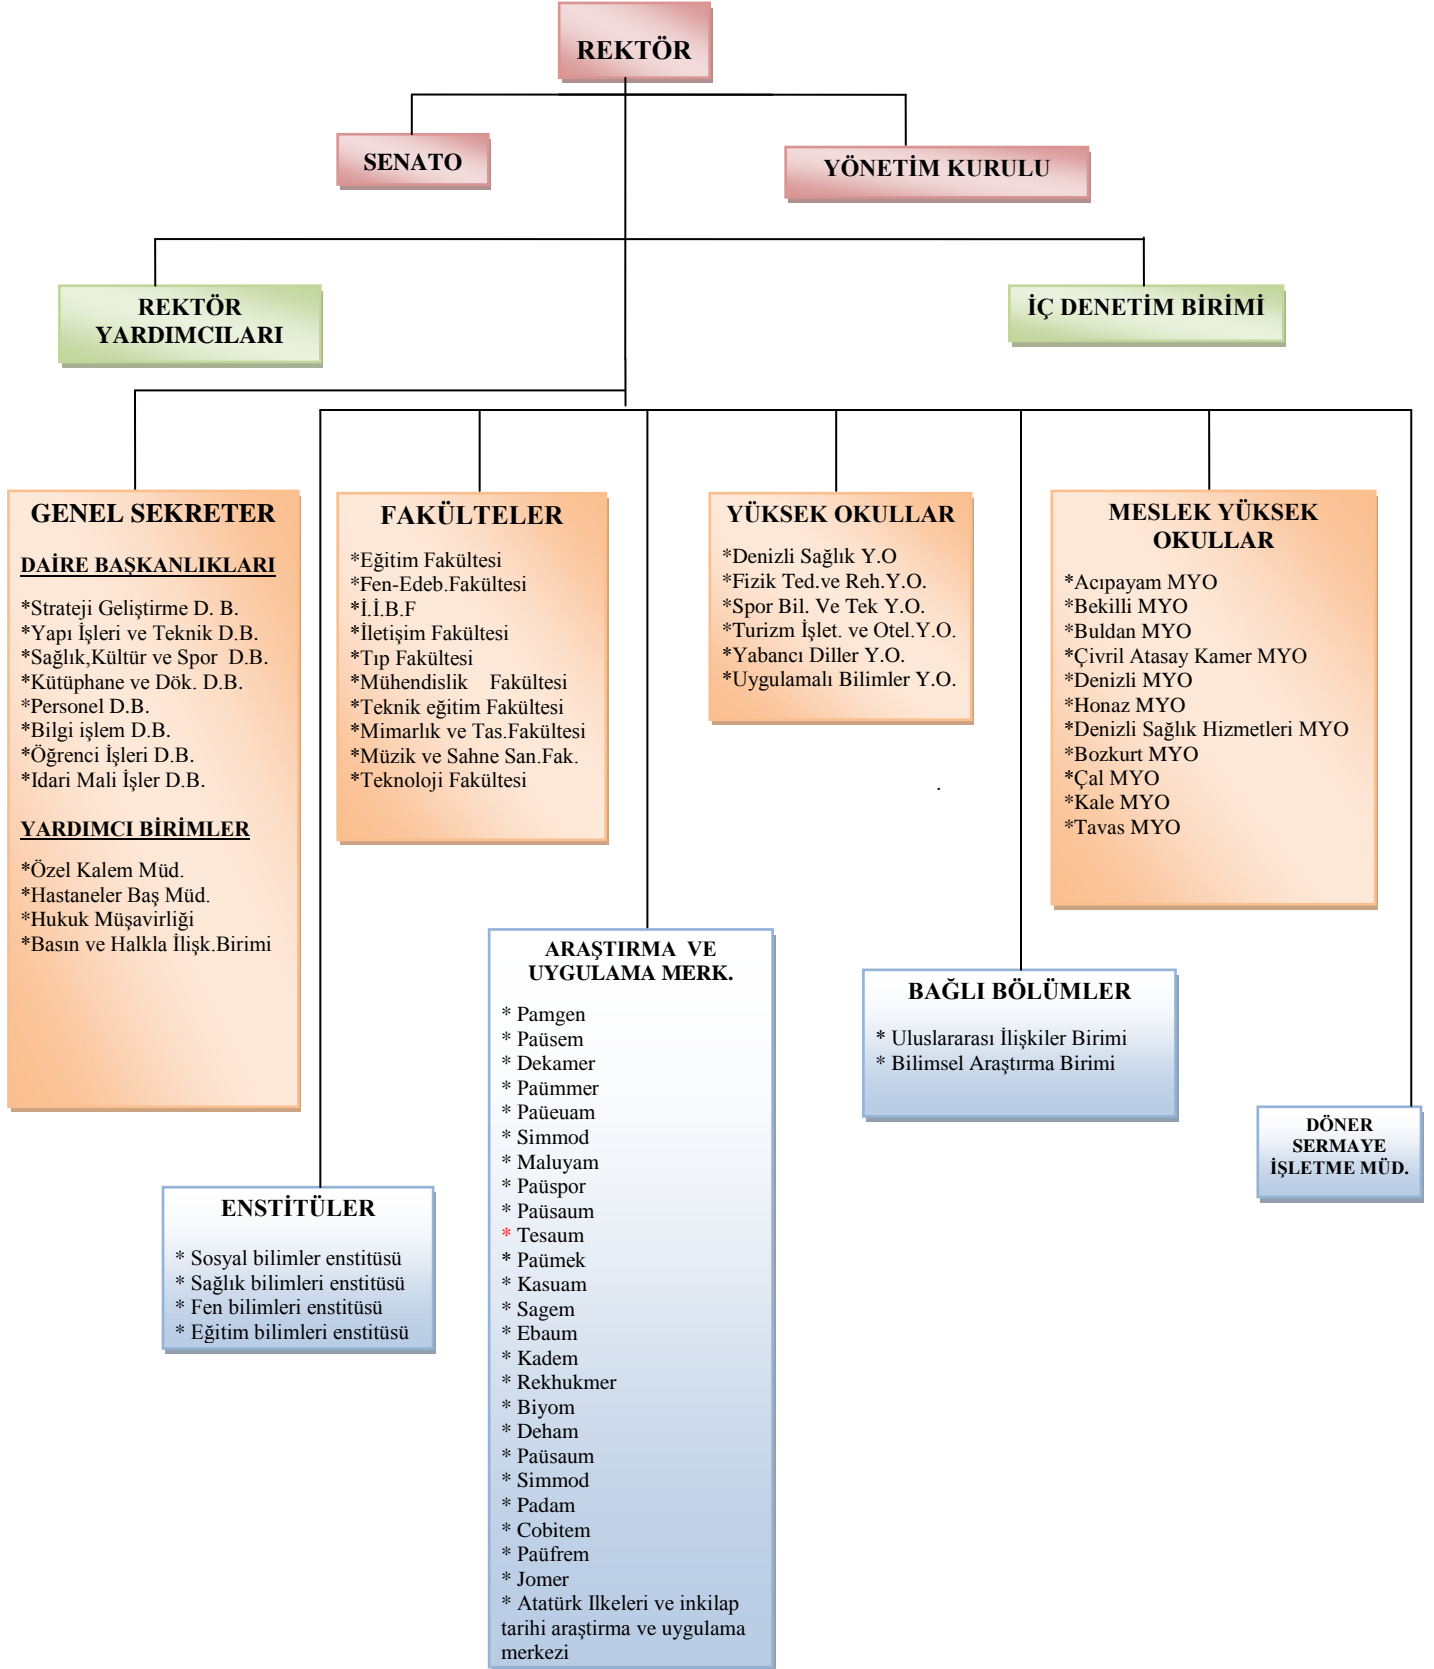 REKTÖR
SENATO
YÖNETİM KURULU
REKTÖR
YARDIMCILARI
İÇ DENETİM BİRİMİ
GENEL SEKRETER
DAİRE BAŞKANLIKLARI
*Strateji Geliştirme D. B.
*Yapı İşleri ve Teknik D.B.
*Sağlık,Kültür ve Spor D.B.
*Kütüphane ve Dök. D.B.
*Personel D.B.
*Bilgi işlem D.B.
*Öğrenci İşleri D.B.
*Idari Mali İşler D.B.
YARDIMCI BİRİMLER
*Özel Kalem Müd.
*Hastaneler Baş Müd.
*Hukuk Müşavirliği
*Basın ve Halkla İlişk.Birimi
FAKÜLTELER
*Eğitim Fakültesi
*Fen-Edeb.Fakültesi
*İ.İ.B.F
*İletişim Fakültesi
*Tıp Fakültesi
*Mühendislik Fakültesi
*Teknik eğitim Fakültesi
*Mimarlık ve Tas.Fakültesi
*Müzik ve Sahne San.Fak.
*Teknoloji Fakültesi
YÜKSEK OKULLAR
*Denizli Sağlık Y.O
*Fizik Ted.ve Reh.Y.O.
*Spor Bil. Ve Tek Y.O.
*Turizm İşlet. ve Otel.Y.O.
*Yabancı Diller Y.O.
*Uygulamalı Bilimler Y.O.
.
MESLEK YÜKSEK
OKULLAR
*Acıpayam MYO
*Bekilli MYO
*Buldan MYO
*Çivril Atasay Kamer MYO
*Denizli MYO
*Honaz MYO
*Denizli Sağlık Hizmetleri MYO
*Bozkurt MYO
*Çal MYO
*Kale MYO
*Tavas MYO
ARAŞTIRMA VE
UYGULAMA MERK.
* Pamgen
* Paüsem
* Dekamer
* Paümmer
* Paüeuam
* Simmod
* Maluyam
* Paüspor
* Paüsaum
* Tesaum
* Paümek
* Kasuam
* Sagem
* Ebaum
* Kadem
* Rekhukmer
* Biyom
* Deham
* Paüsaum
* Simmod
* Padam
* Cobitem
* Paüfrem
* Jomer
* Atatürk Ilkeleri ve inkilap
tarihi araştirma ve uygulama
merkezi
BAĞLI BÖLÜMLER
* Uluslararası İlişkiler Birimi
* Bilimsel Araştırma Birimi
DÖNER
SERMAYE
İŞLETME MÜD.
ENSTİTÜLER
* Sosyal bilimler enstitüsü
* Sağlık bilimleri enstitüsü
* Fen bilimleri enstitüsü
* Eğitim bilimleri enstitüsü